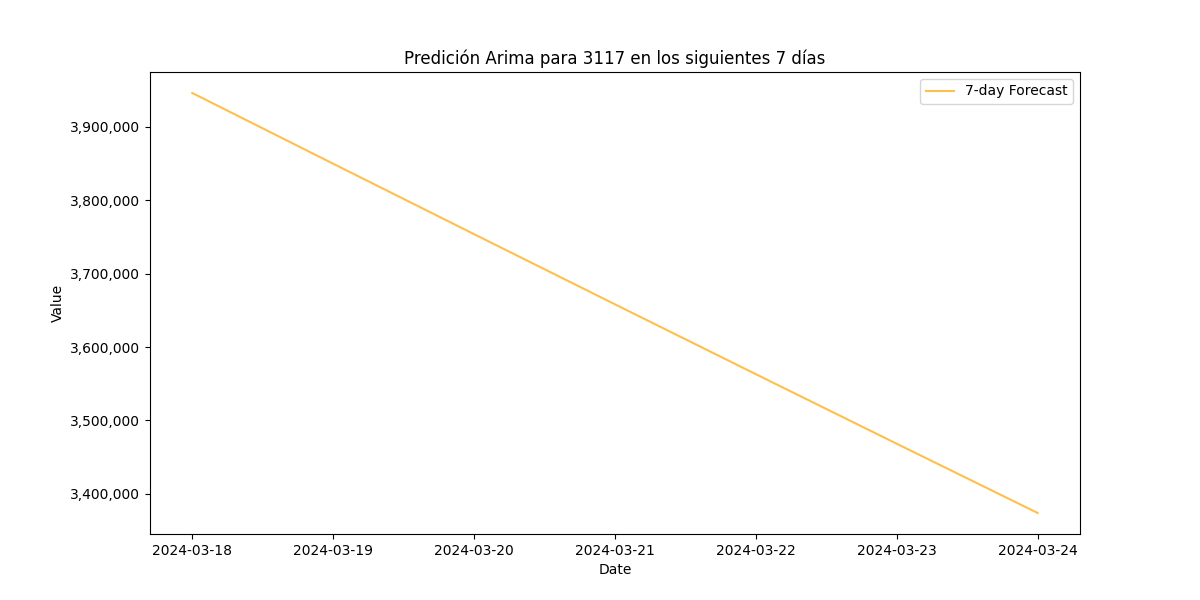 Predición Arima para 3117 en los siguientes 7 días
7-day Forecast
3,900,000
3,800,000
3,700,000
3,600,000
3,500,000
3,400,000
Value
2024-03-18 2024-03-19 2024-03-20 2024-03-21 2024-03-22 2024-03-23 2024-03-24
Date